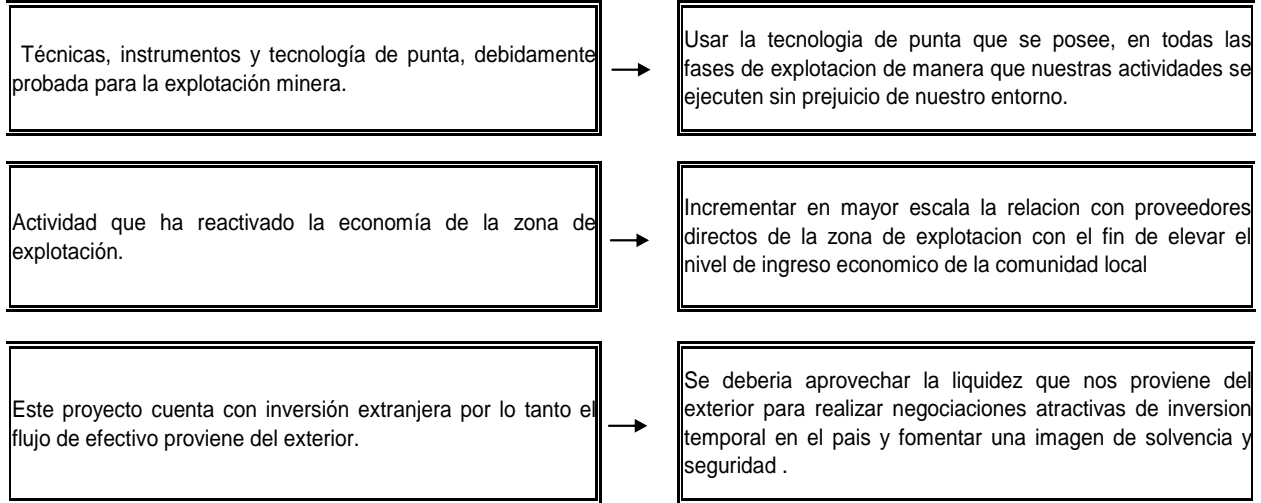 Técnicas, instrumentos y tecnología de punta, debidamente
probada para la explotación minera.
Usar la tecnologia de punta que se posee, en todas las
fases de explotacion de manera que nuestras actividades se
ejecuten sin prejuicio de nuestro entorno.
Actividad que ha reactivado la economía de la zona de
explotación.
Incrementar en mayor escala la relacion con proveedores
directos de la zona de explotacion con el fin de elevar el
nivel de ingreso economico de la comunidad local
Este proyecto cuenta con inversión extranjera por lo tanto el
flujo de efectivo proviene del exterior.
Se deberia aprovechar la liquidez que nos proviene del
exterior para realizar negociaciones atractivas de inversion
temporal en el pais y fomentar una imagen de solvencia y
seguridad .